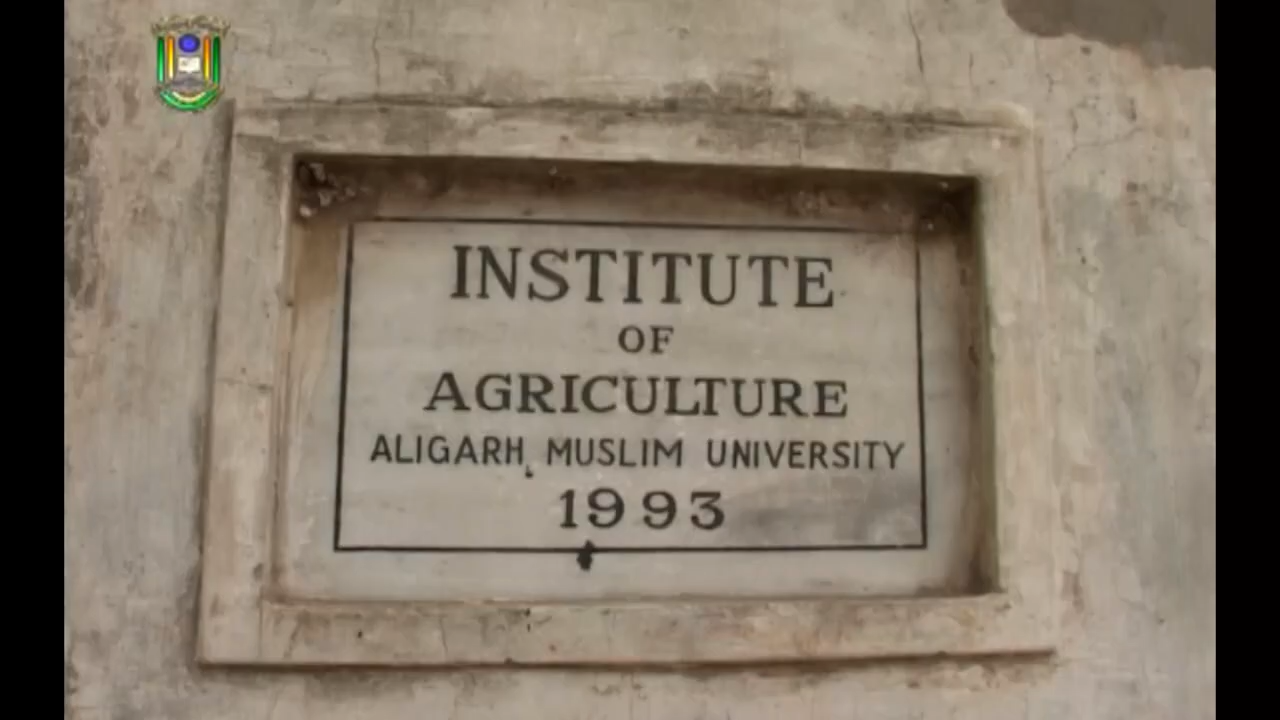 INSTITUTE
OF
AGRICULTURE
ALIGARH MUSLIM UNIVERSITY
1993